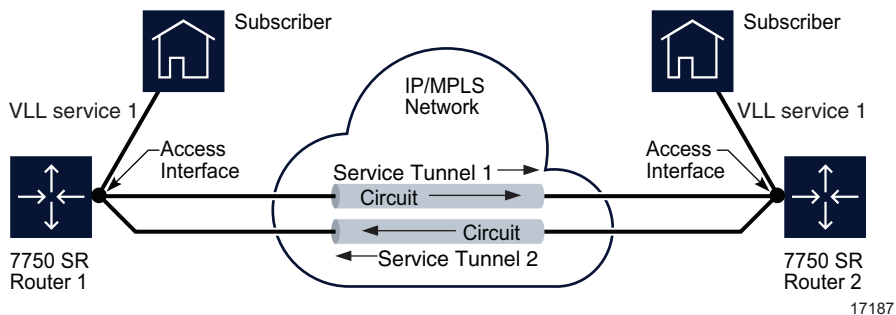 Subscriber
Subscriber
VLL service 1
IP/MPLS
Network
VLL service 1
Access
Interface
Access
Interface
Service Tunnel 1
Circuit
Circuit
Service Tunnel 2
7750 SR
Router 1
7750 SR
Router 2
17187